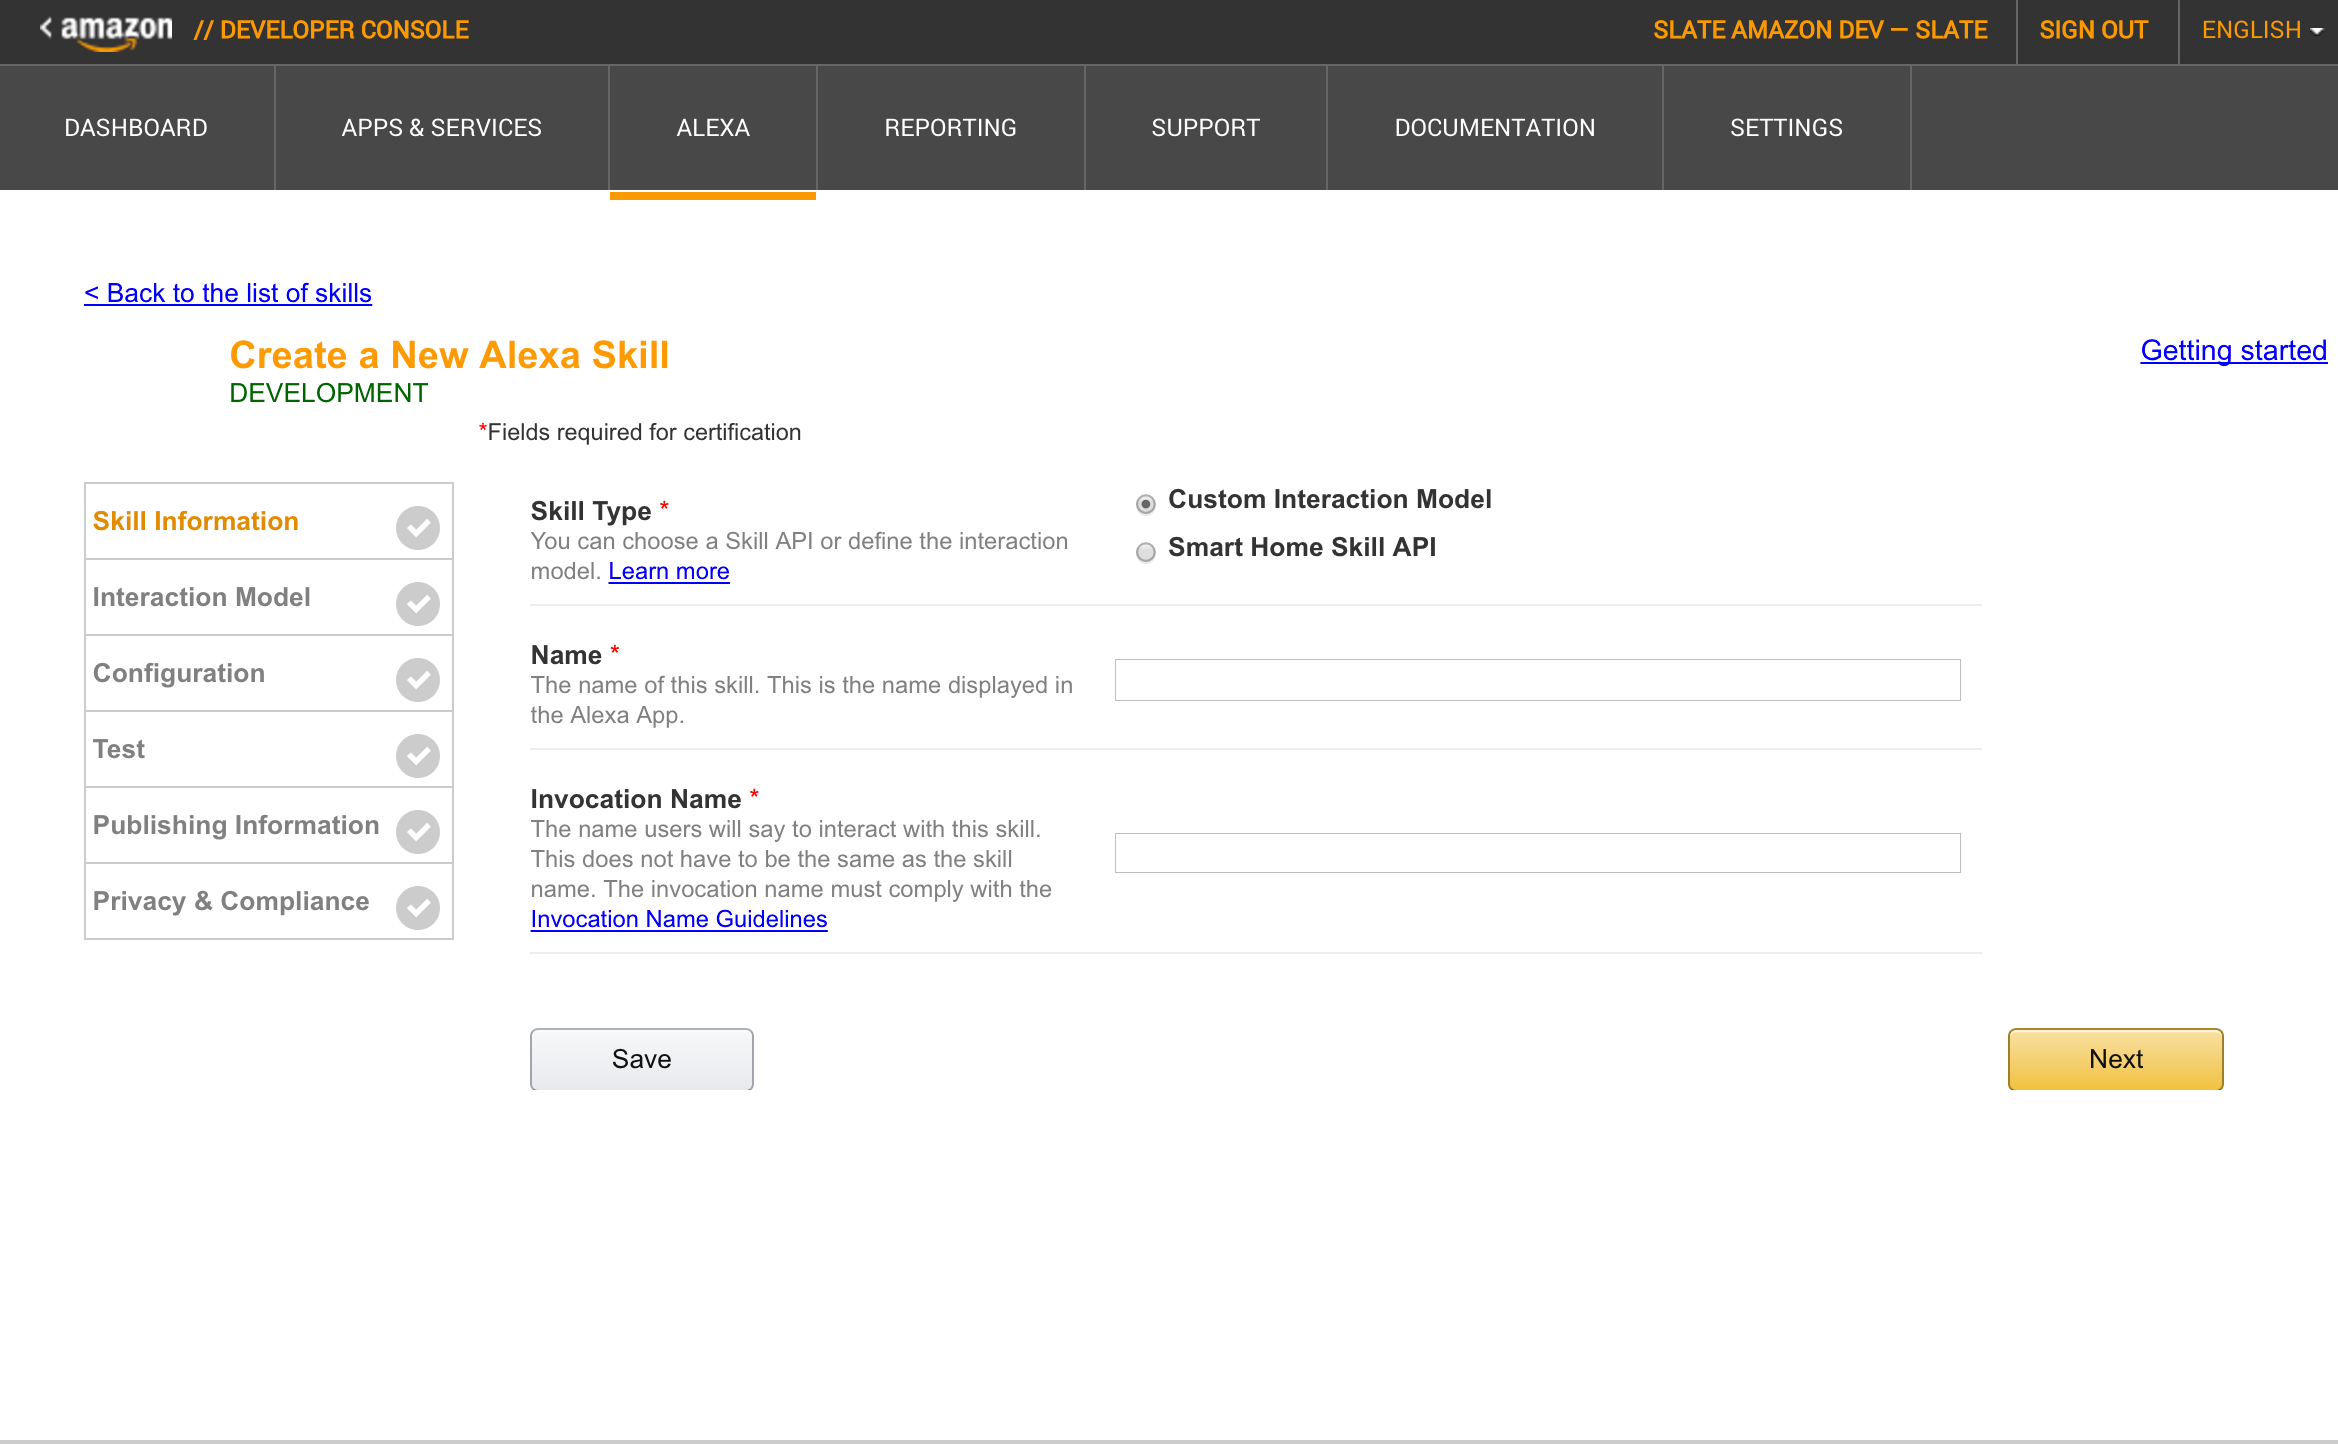 amazon // DEVELOPER CONSOLE
SLATE AMAZON DEV — SLATE
SIGN OUT
ENGLISH
DASHBOARD
APPS & SERVICES
ALEXA
REPORTING
SUPPORT
DOCUMENTATION
SETTINGS
< Back to the list of skills
Create a New Alexa Skill
DEVELOPMENT
Getting started
*Fields required for certification
Skill Information
Interaction Model
Configuration
Test
Publishing Information
Privacy & Compliance
Skill Type *
You can choose a Skill API or define the interaction
model. Learn more
Custom Interaction Model
Smart Home Skill API
Name *
The name of this skill. This is the name displayed in
the Alexa App.
Invocation Name *
The name users will say to interact with this skill.
This does not have to be the same as the skill
name. The invocation name must comply with the
Invocation Name Guidelines
Save
Next